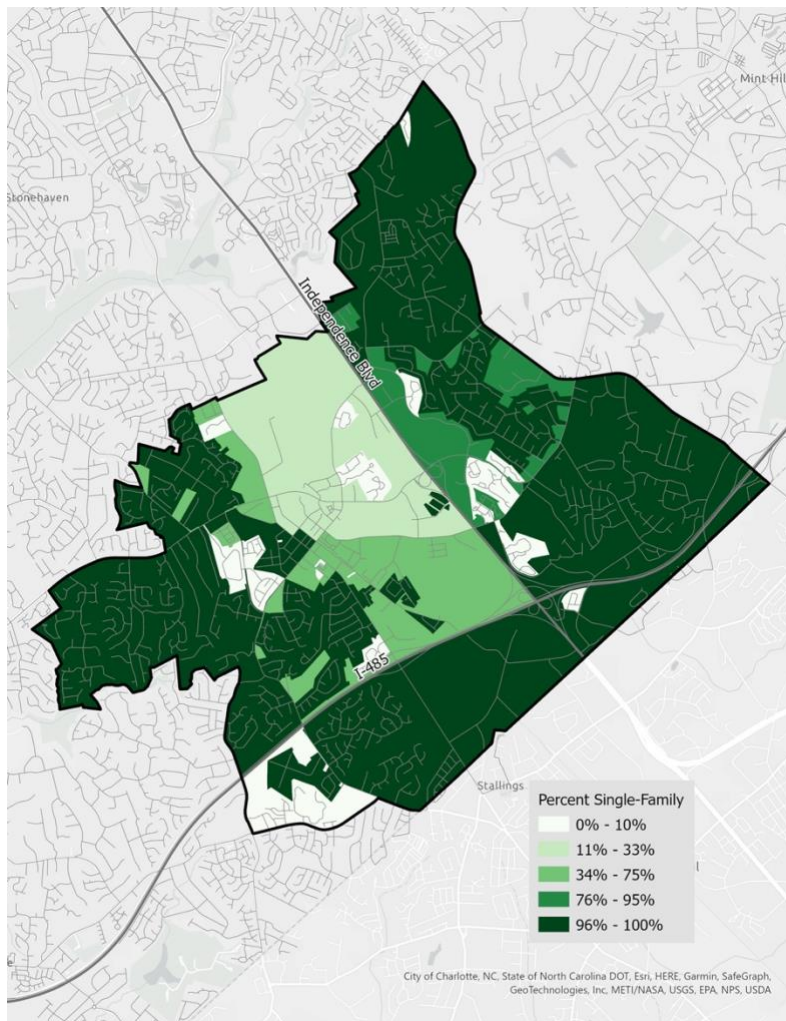 Mint Hil
Stonehaven
Independence Blvd
I-485
Stallings
Percent Single-Family
0% - 10%
11% - 33%
34% - 75%
76% - 95%
96% - 100%
l
e
City of Charlotte, NC, State of North Carolina DOT, Esri, HERE, Garmin, SafeGraph,
GeoTechnologies, Inc, METI/NASA, USGS, EPA, NPS, USDA